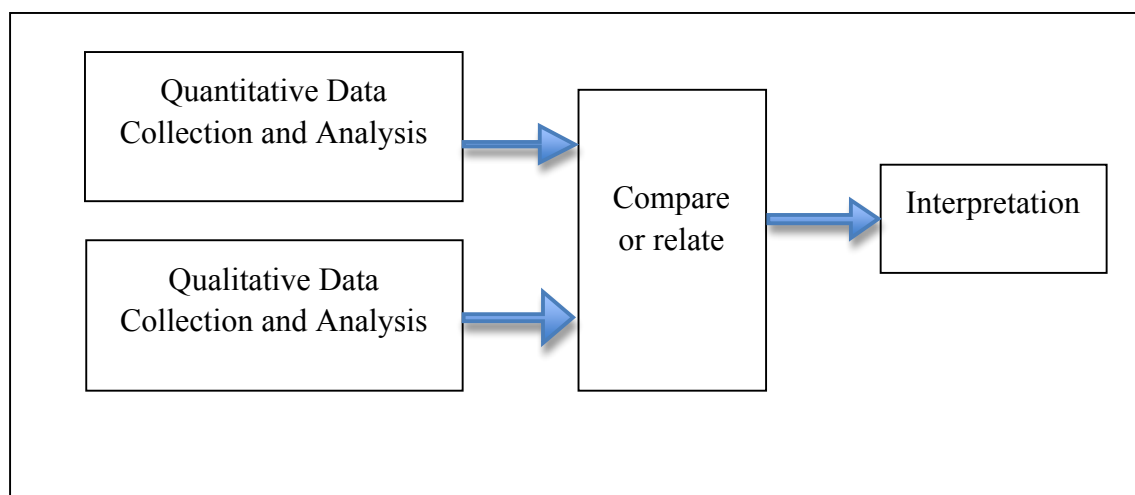 Quantitative Data
Collection and Analysis
Qualitative Data
Collection and Analysis
Compare
or relate
Interpretation